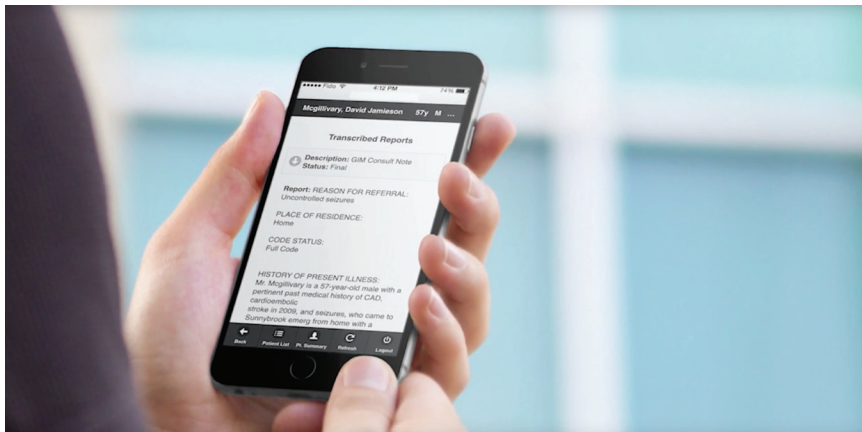 ●●●●● Fido 4:12 PM 74%
Mcgillivary, David Jamieson 57y M ...
Transcribed Reports
Description: GIM Consult Note
Status: Final
Report: REASON FOR REFERRAL:
Uncontrolled seizures
PLACE OF RESIDENCE:
Home
CODE STATUS:
Full Code
HISTORY OF PRESENT ILLNESS:
Mr. Mcgillivary is a 57-year-old male with a
pertinent past medical history of CAD,
cardioembolic
stroke in 2009, and seizures, who came to
Sunnybrook emerg from home with a
Back Patient List Pt. Summary Refresh Logout